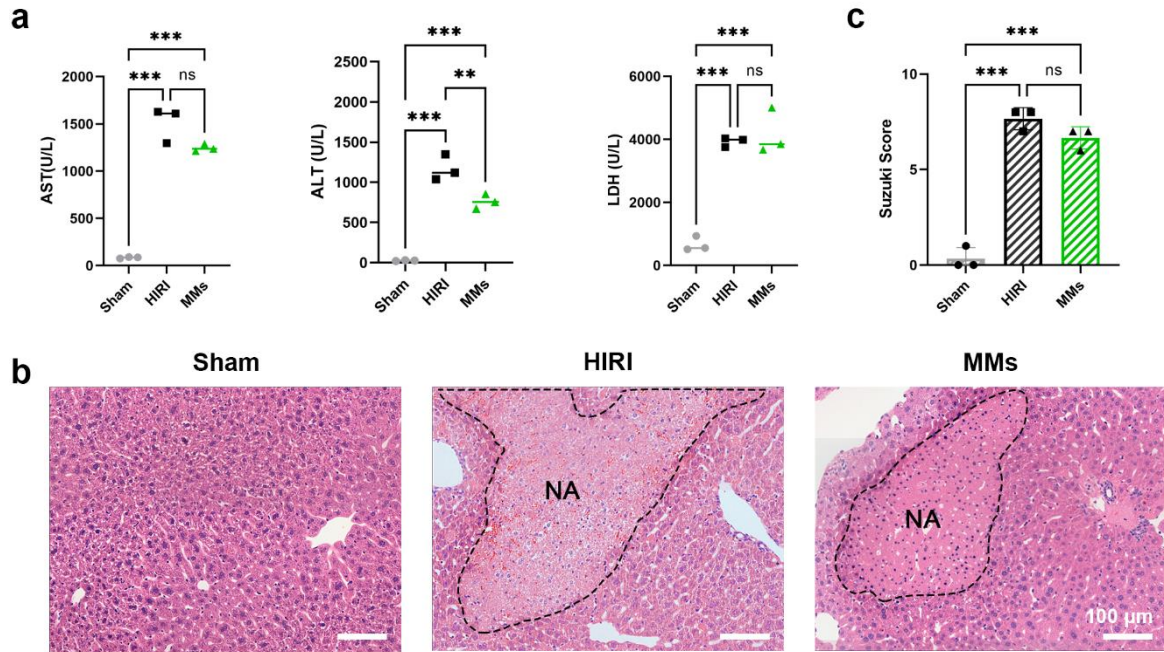 a
***
***
ns
AST(U/L)
2000
1500
1000
500
0
Sham
HIRI
MMs
***
**
***
ALT (U/L)
2500
2000
1500
1000
500
0
Sham
HIRI
MMs
***
***
ns
LDH (U/L)
6000
4000
2000
0
Sham
HIRI
MMs
c
***
***
ns
Suzuki Score
10
5
0
Sham
HIRI
MMs
b
Sham
HIRI
MMs
NA
NA
100 µm